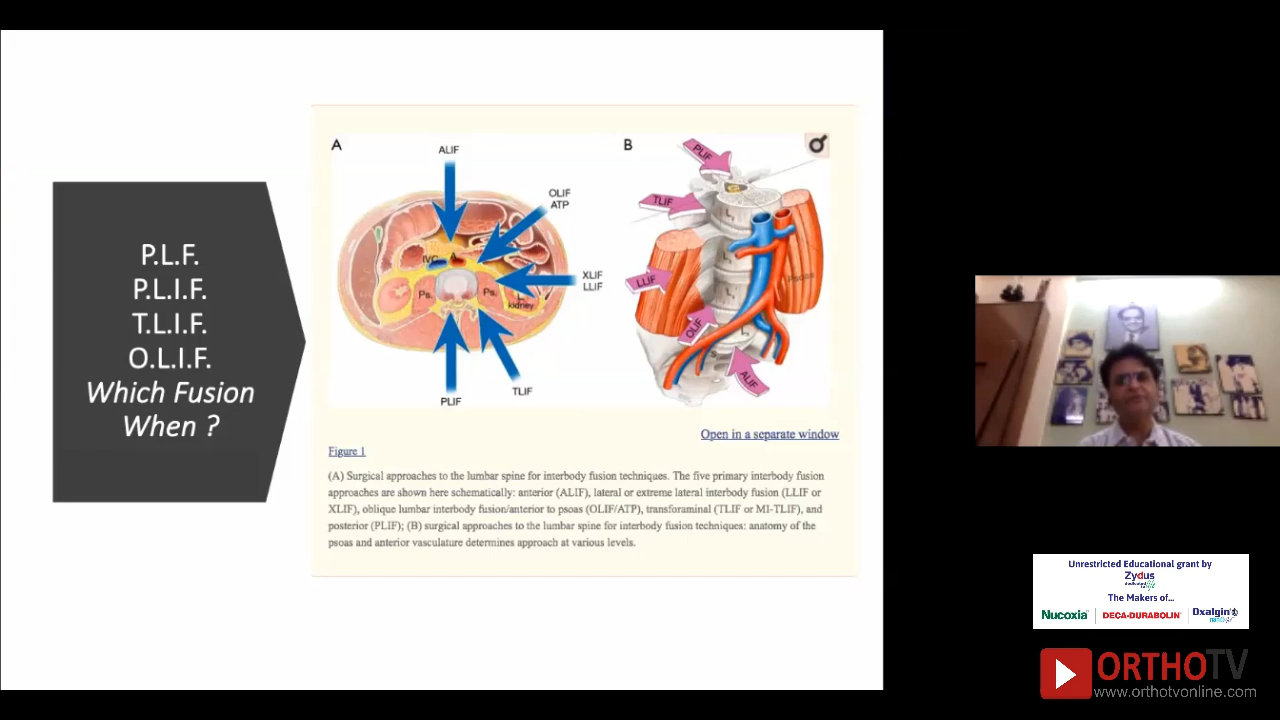 P.L.F.
P.L.I.F.
T.L.I.F.
O.L.I.F.
Which Fusion
When ?
A
ALIF
OLIF
ATP
XLIF
LLIF
IVC
A
Ps.
Ps.
L.
kidney
TLIF
PLIF
B
PLIF
TLIF
LLIF
OLIF
ALIF
Psoas
Open in a separate window
Figure 1
(A) Surgical approaches to the lumbar spine for interbody fusion techniques. The five primary interbody fusion
approaches are shown here schematically: anterior (ALIF), lateral or extreme lateral interbody fusion (LLIF or
XLIF), oblique lumbar interbody fusion/anterior to psoas (OLIF/ATP), transforaminal (TLIF or MI-TLIF), and
posterior (PLIF); (B) surgical approaches to the lumbar spine for interbody fusion techniques: anatomy of the
psoas and anterior vasculature determines approach at various levels.
Unrestricted Educational grant by
Zydus
dedicated
The Makers of...
Nucoxia DECA-DURABOLIN Dxalgin
ORTHOTV
www.orthotvonline.com